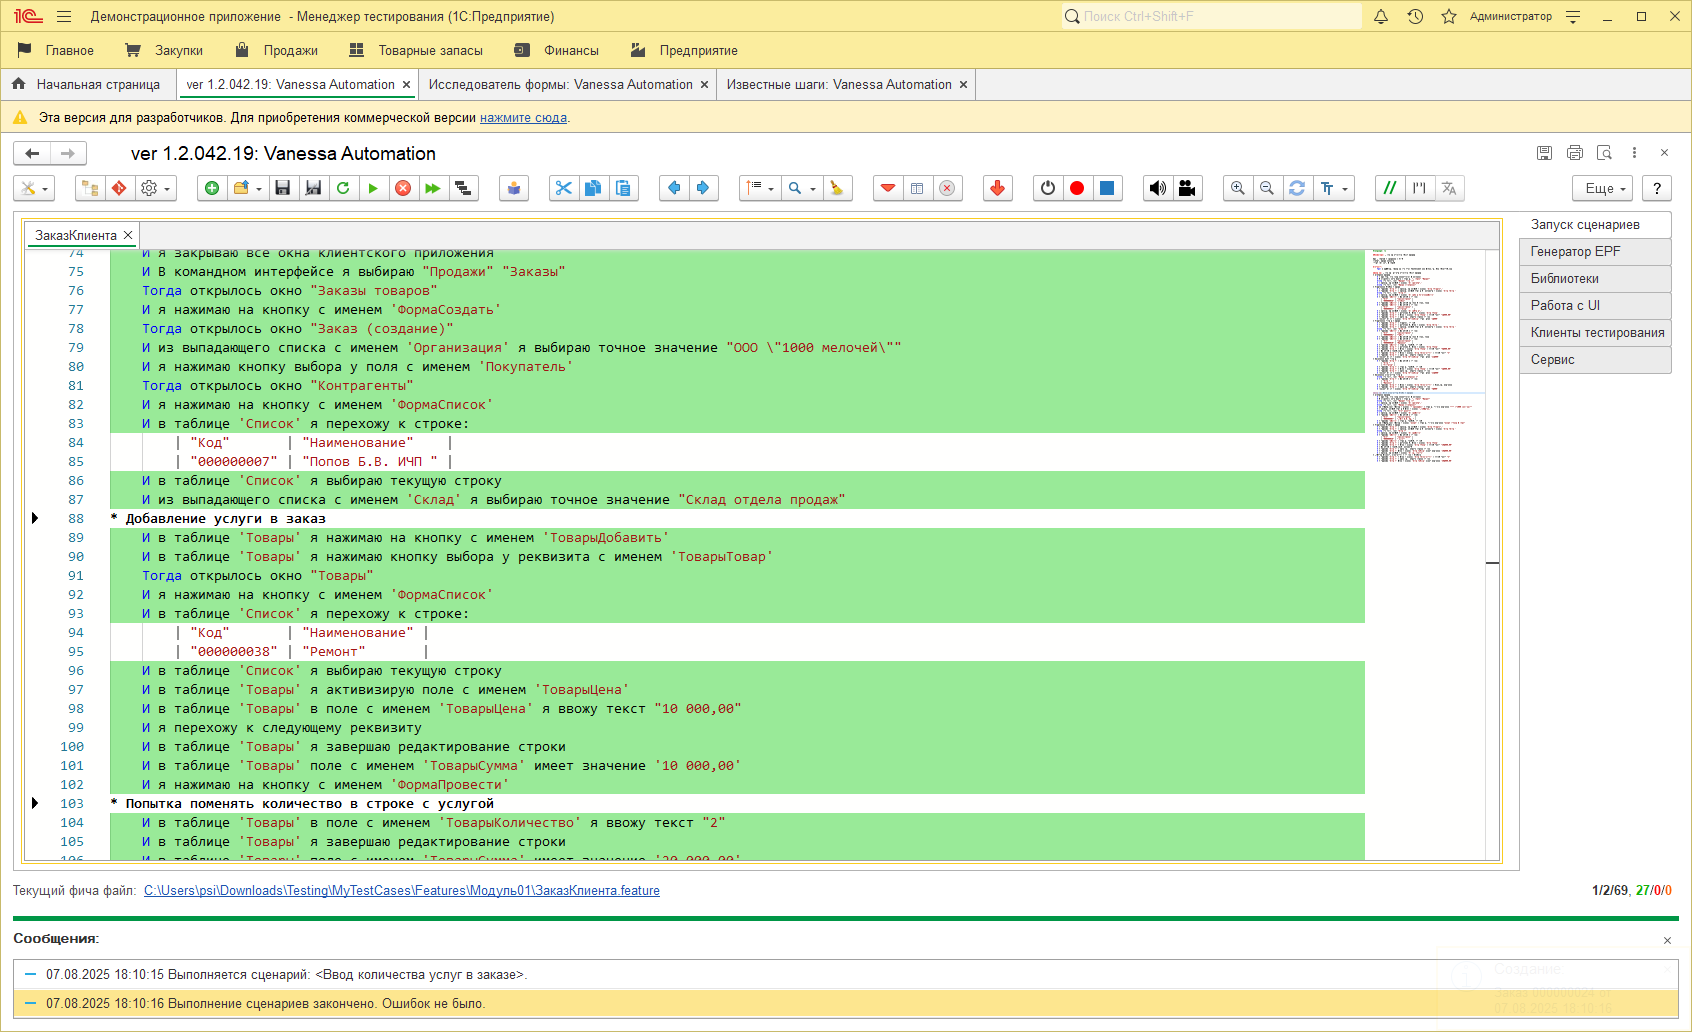 Демонстрационное приложение - Менеджер тестирования (1С:Предприятие)
Поиск Ctrl+Shift+F
Администратор
Главное Закупки Продажи Товарные запасы Финансы Предприятие
Начальная страница
ver 1.2.042.19: Vanessa Automation
Исследователь формы: Vanessa Automation
Известные шаги: Vanessa Automation
Эта версия для разработчиков. Для приобретения коммерческой версии нажмите сюда.
ver 1.2.042.19: Vanessa Automation
Еще
?
ЗаказКлиента
74 И я закрываю все окна клиентского приложения
75 И В командном интерфейсе я выбираю "Продажи" "Заказы"
76 Тогда открылось окно "Заказы товаров"
77 И я нажимаю на кнопку с именем 'ФормаСоздать'
78 Тогда открылось окно "Заказ (создание)"
79 И из выпадающего списка с именем 'Организация' я выбираю точное значение "ООО \"1000 мелочей\""
80 И я нажимаю кнопку выбора у поля с именем 'Покупатель'
81 Тогда открылось окно "Контрагенты"
82 И я нажимаю на кнопку с именем 'ФормаСписок'
83 И в таблице 'Список' я перехожу к строке:
84 | "Код" | "Наименование" |
85 | "000000007" | "Попов Б.В. ИЧП " |
86 И в таблице 'Список' я выбираю текущую строку
87 И из выпадающего списка с именем 'Склад' я выбираю точное значение "Склад отдела продаж"
88 * Добавление услуги в заказ
89 И в таблице 'Товары' я нажимаю на кнопку с именем 'ТоварыДобавить'
90 И в таблице 'Товары' я нажимаю кнопку выбора у реквизита с именем 'ТоварыТовар'
91 Тогда открылось окно "Товары"
92 И я нажимаю на кнопку с именем 'ФормаСписок'
93 И в таблице 'Список' я перехожу к строке:
94 | "Код" | "Наименование" |
95 | "000000038" | "Ремонт" |
96 И в таблице 'Список' я выбираю текущую строку
97 И в таблице 'Товары' я активизирую поле с именем 'ТоварыЦена'
98 И в таблице 'Товары' в поле с именем 'ТоварыЦена' я ввожу текст "10 000,00"
99 И я перехожу к следующему реквизиту
100 И в таблице 'Товары' я завершаю редактирование строки
101 И в таблице 'Товары' поле с именем 'ТоварыСумма' имеет значение '10 000,00'
102 И я нажимаю на кнопку с именем 'ФормаПровести'
103 * Попытка поменять количество в строке с услугой
104 И в таблице 'Товары' в поле с именем 'ТоварыКоличество' я ввожу текст "2"
105 И в таблице 'Товары' я завершаю редактирование строки
106 И в таблице 'Товары' поле с именем 'ТоварыСумма' имеет значение '20 000,00'
Запуск сценариев
Генератор EPF
Библиотеки
Работа с UI
Клиенты тестирования
Сервис
Текущий фича файл: C:\Users\psi\Downloads\Testing\MyTestCases\Features\Модуль01\ЗаказКлиента.feature
1/2/69, 27/0/0
Сообщения:
07.08.2025 18:10:15 Выполняется сценарий: <Ввод количества услуг в заказе>.
07.08.2025 18:10:16 Выполнение сценариев закончено. Ошибок не было.